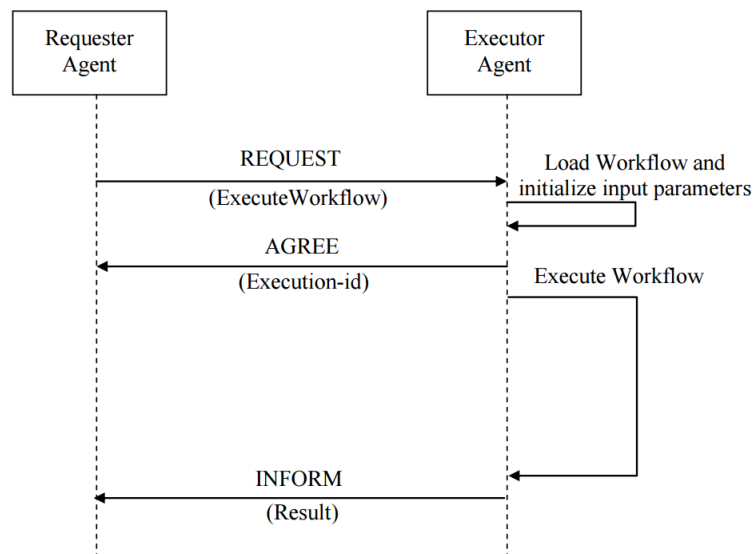 Requester
Agent
Executor
Agent
REQUEST
(ExecuteWorkflow)
Load Workflow and
initialize input parameters
AGREE
(Execution-id)
Execute Workflow
INFORM
(Result)